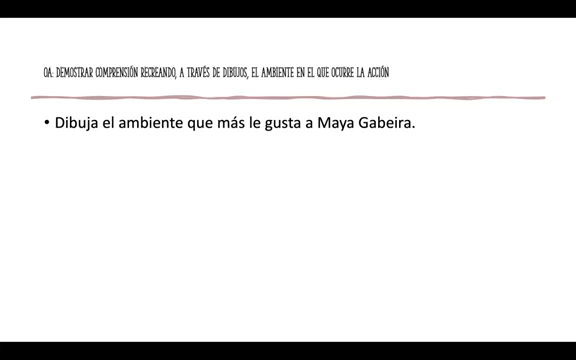 OA: DEMOSTRAR COMPRENSIÓN RECREANDO, A TRAVÉS DE DIBUJOS, EL AMBIENTE EN EL QUE OCURRE LA ACCIÓN
• Dibuja el ambiente que más le gusta a Maya Gabeira.